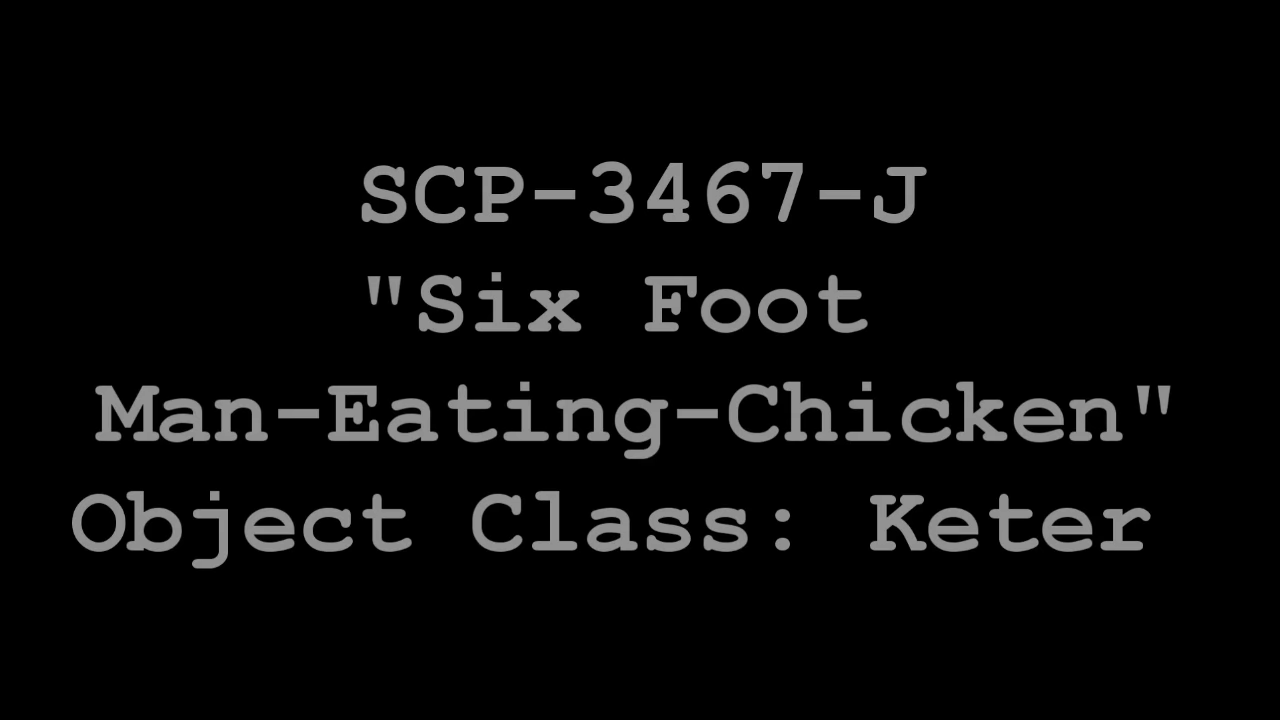 SCP-3467-J
"Six Foot
Man-Eating-Chicken"
Object Class: Keter